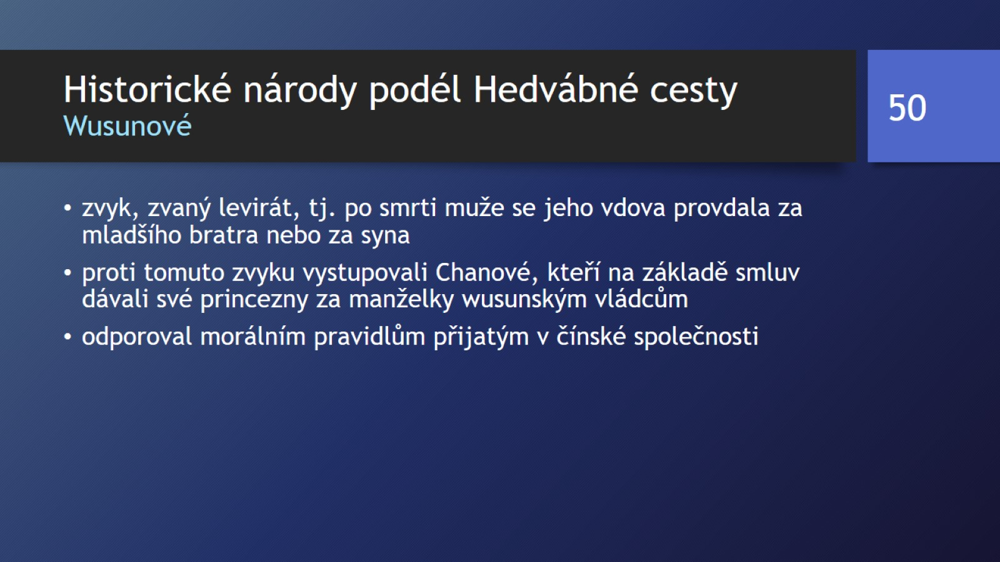 Historické národy podél Hedvábné cesty
Wusunové
50
• zvyk, zvaný levirát, tj. po smrti muže se jeho vdova provdala za
mladšího bratra nebo za syna
• proti tomuto zvyku vystupovali Chanové, kteří na základě smluv
dávali své princezny za manželky wusunským vládcům
• odporoval morálním pravidlům přijatým v čínské společnosti